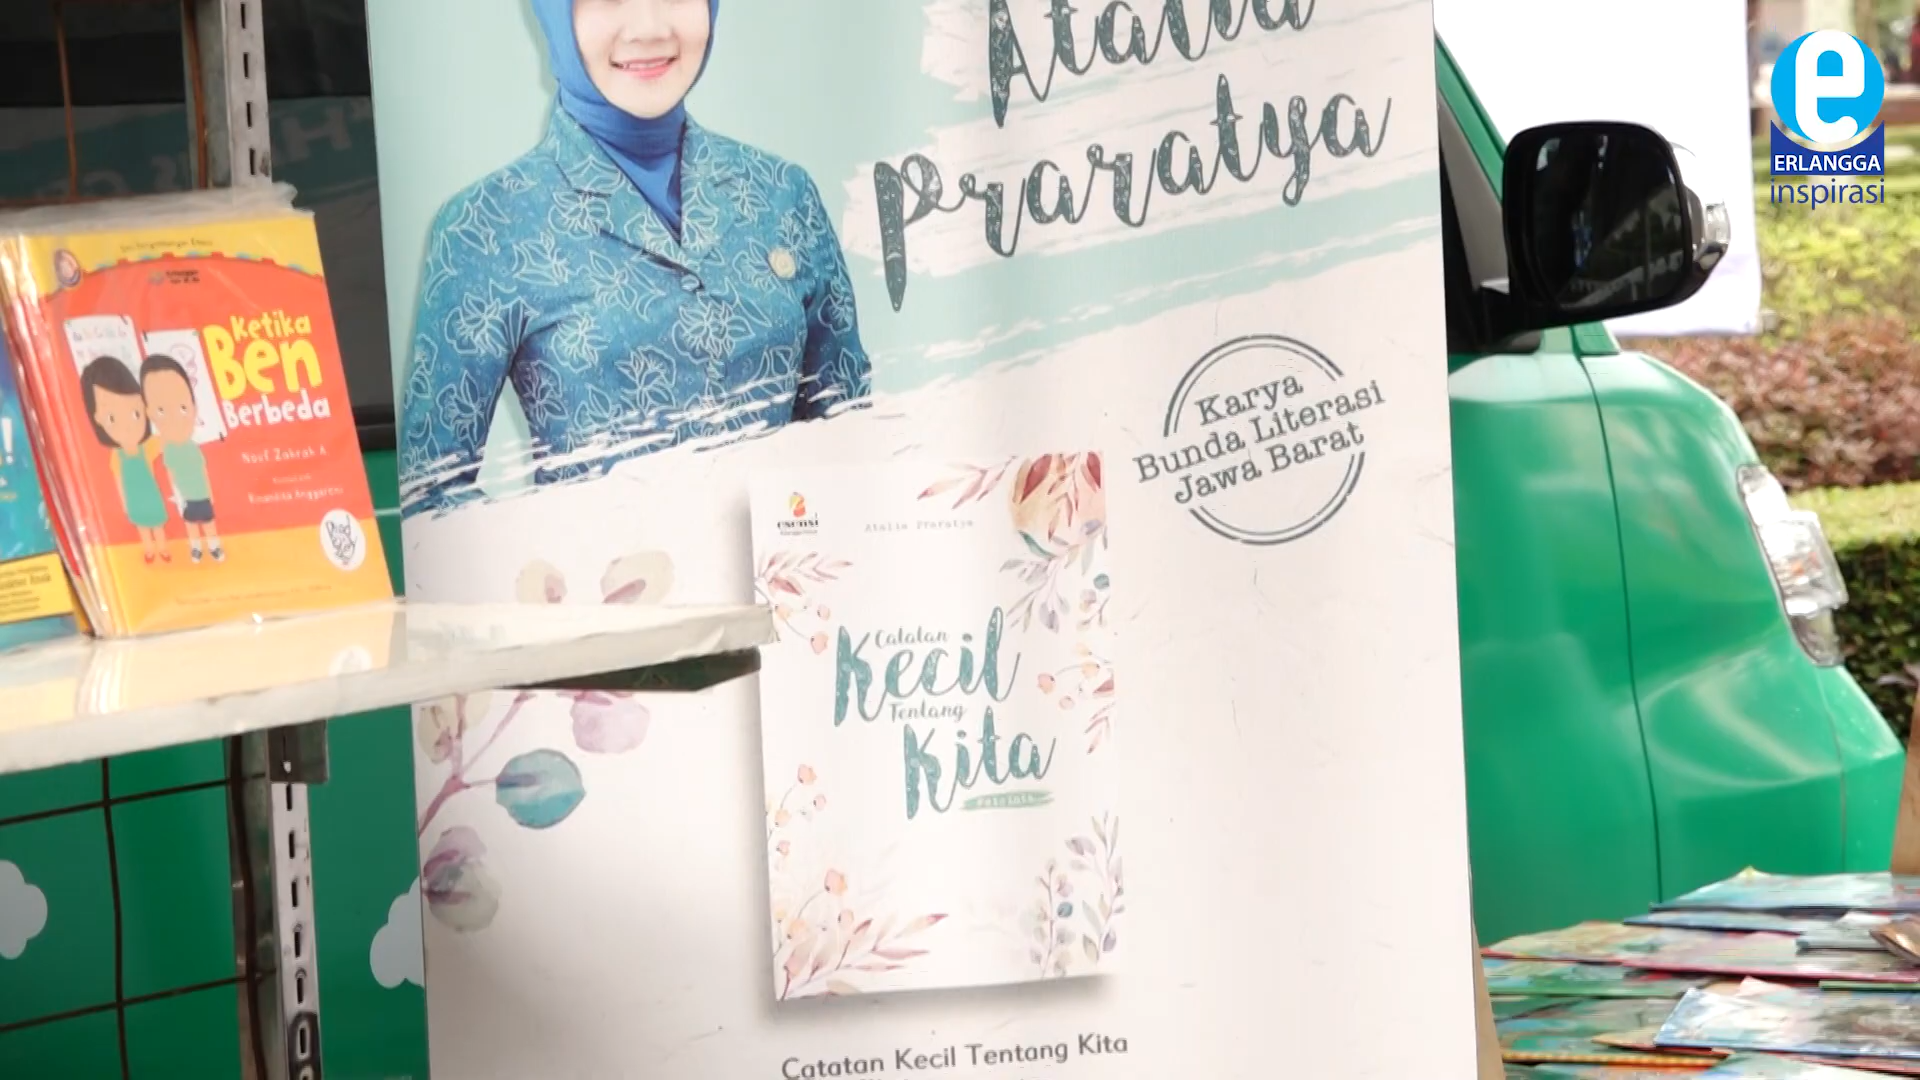 Atalia
Praratya
ERLANGGA
inspirasi
Ketika
Ben
Berbeda
Karya
Bunda Literasi
Jawa Barat
esensi
Atalia Praratya
Catatan
Kecil
Tentang
Kita
Catatan Kecil Tentang Kita